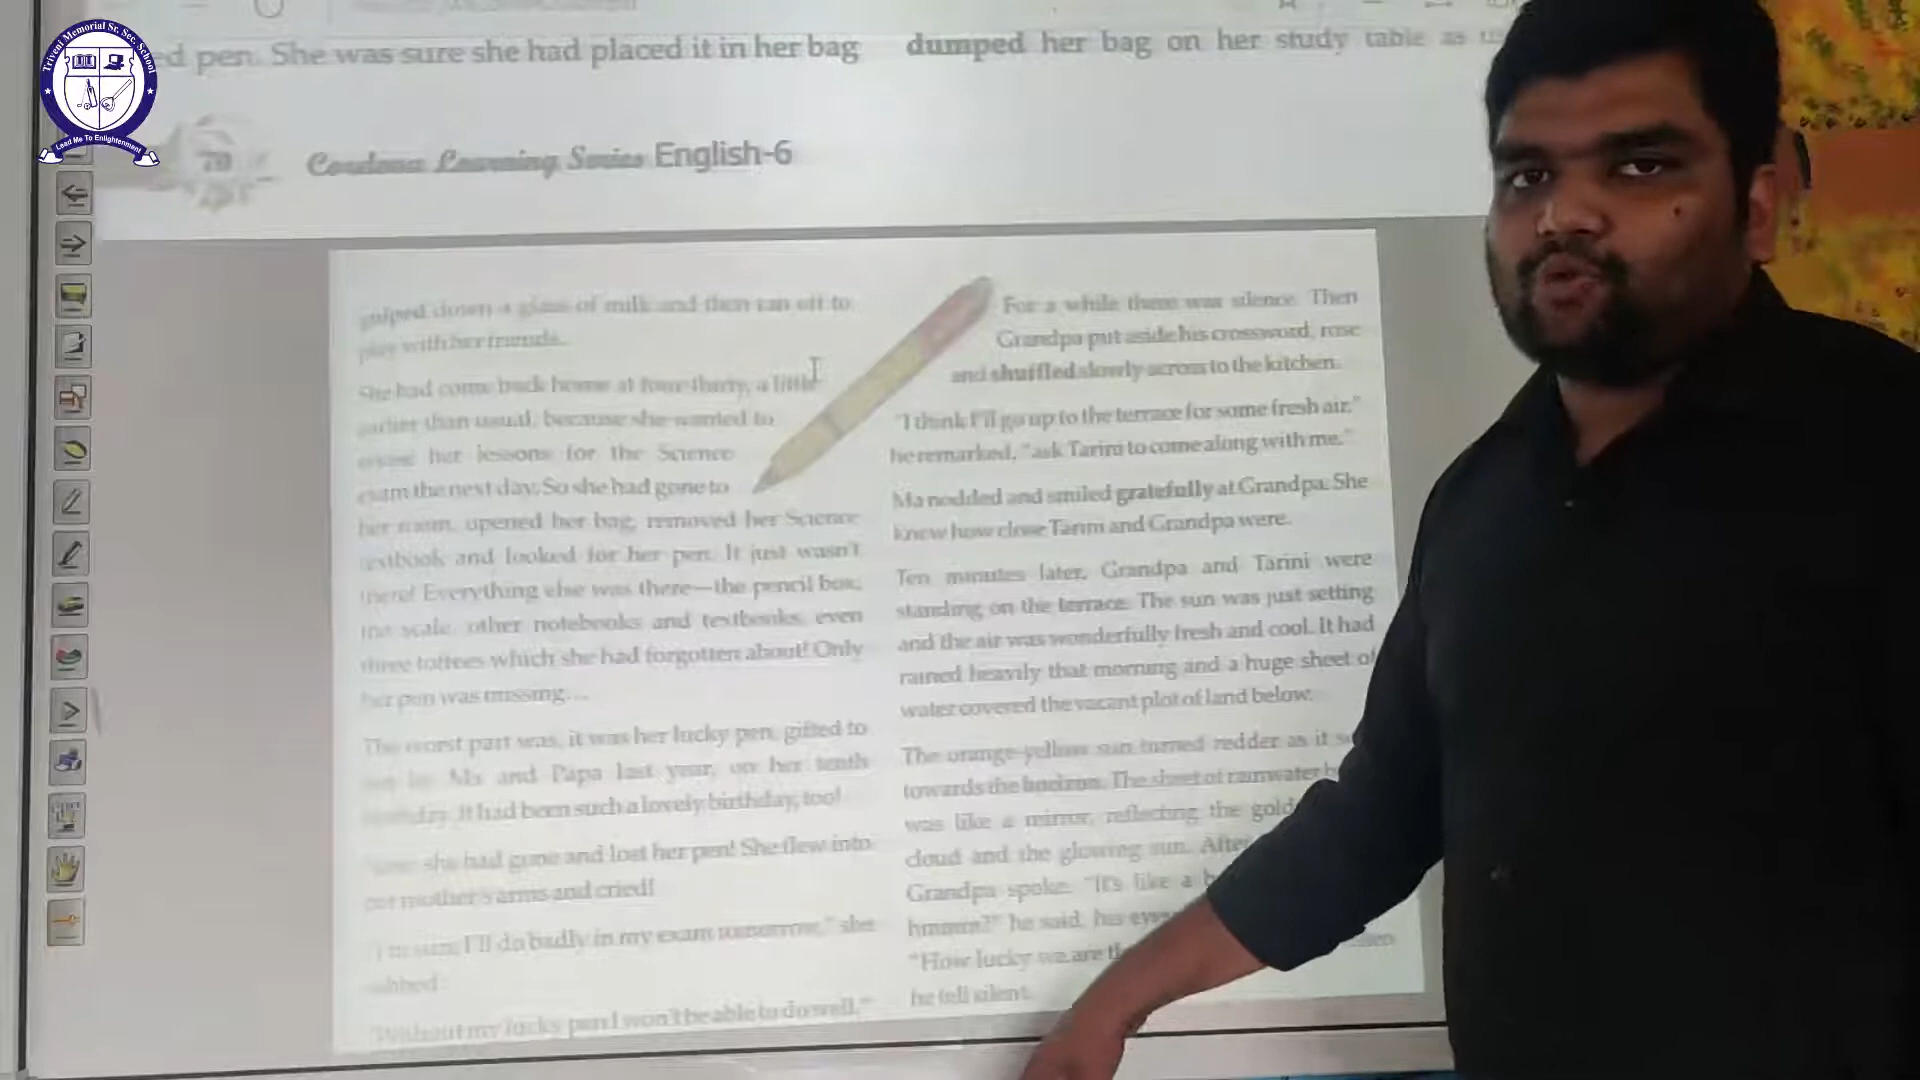 Triveni Memorial Sr. Sec. School
Lead Me To Enlightenment
ed pen. She was sure she had placed it in her bag
70
Cordova Learning Series English-6
gulped down a glass of milk and then ran off to
play with her friends.
She had come back home at four-thirty, a little
earlier than usual, because she wanted to
revise her lessons for the Science
exam the next day. So she had gone to
her room, opened her bag, removed her Science
textbook and looked for her pen. It just wasn't
there! Everything else was there—the pencil box,
the scale, other notebooks and textbooks, even
three toffees which she had forgotten about! Only
her pen was missing...
The worst part was, it was her lucky pen, gifted to
her by Ma and Papa last year, on her tenth
birthday. It had been such a lovely birthday, too!
she had gone and lost her pen! She flew into
her mother's arms and cried!
"I'm sure I'll do badly in my exam tomorrow," she
sobbed.
"Without my lucky pen I won't be able to do well."
dumped her bag on her study table as
For a while there was silence. Then
Grandpa put aside his crossword, rose
and shuffled slowly across to the kitchen.
"I think I'll go up to the terrace for some fresh air,"
he remarked, "ask Tarini to come along with me."
Ma nodded and smiled gratefully at Grandpa. She
knew how close Tarini and Grandpa were.
Ten minutes later, Grandpa and Tarini were
standing on the terrace. The sun was just setting
and the air was wonderfully fresh and cool. It had
rained heavily that morning and a huge sheet of
water covered the vacant plot of land below.
The orange-yellow sun turned redder as it
towards the horizon. The sheet of rainwater
was like a mirror, reflecting the
cloud and the glowing sun. After
Grandpa spoke. "It's like a
hmmm?" he said, his eyes
"How lucky we are
he fell silent.